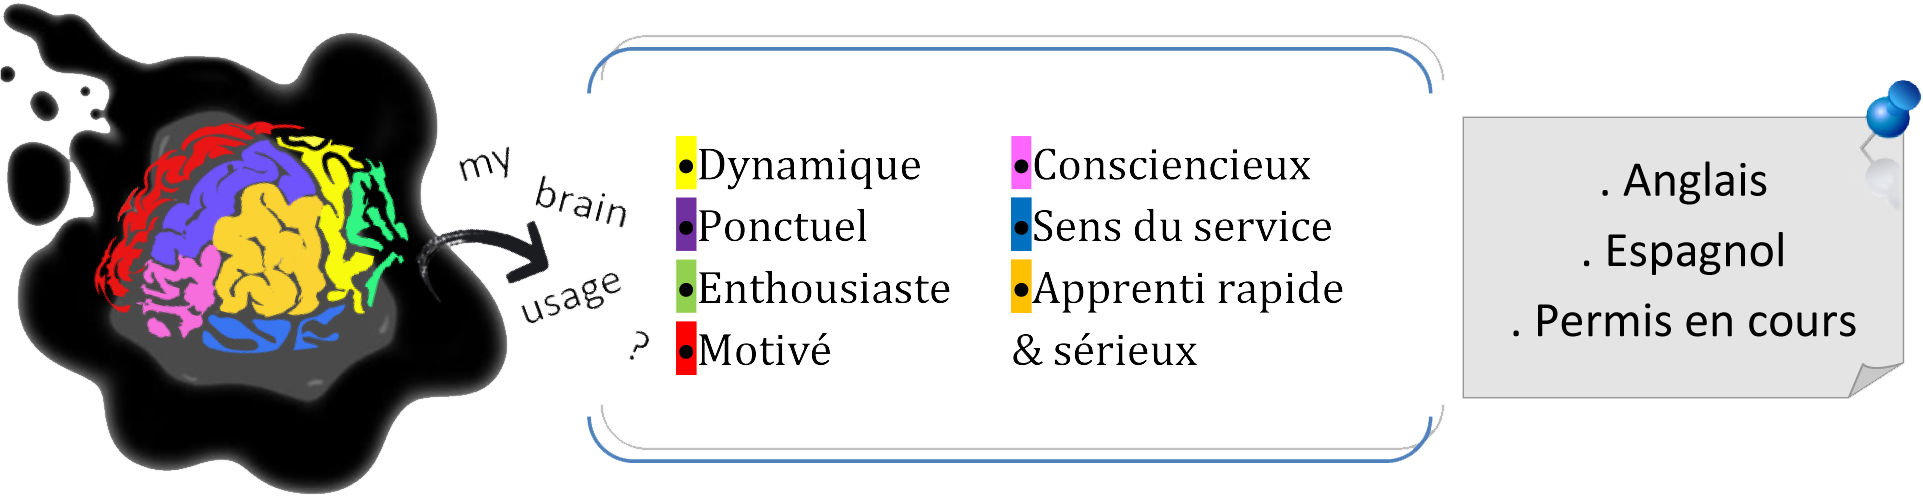 my
brain
usage
?
•Dynamique
•Ponctuel
•Enthousiaste
•Motivé
•Consciencieux
•Sens du service
•Apprenti rapide
& sérieux
. Anglais
. Espagnol
. Permis en cours